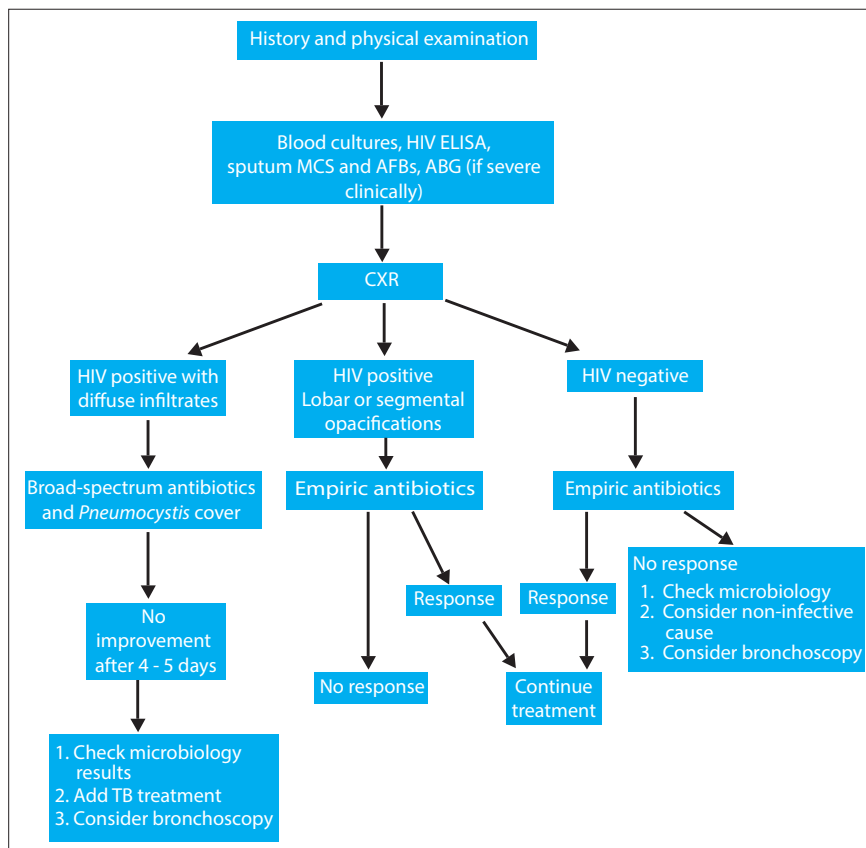 History and physical examination
Blood cultures, HIV ELISA,
sputum MCS and AFBs, ABG (if severe
clinically)
CXR
HIV positive with
diffuse infiltrates
HIV positive
Lobar or segmental
opacifications
HIV negative
Broad-spectrum antibiotics
and Pneumocystis cover
Empiric antibiotics
Empiric antibiotics
No
improvement
after 4 - 5 days
Response
Response
No response
1. Check microbiology
2. Consider non-infective
cause
3. Consider bronchoscopy
No response
Continue
treatment
1. Check microbiology
results
2. Add TB treatment
3. Consider bronchoscopy